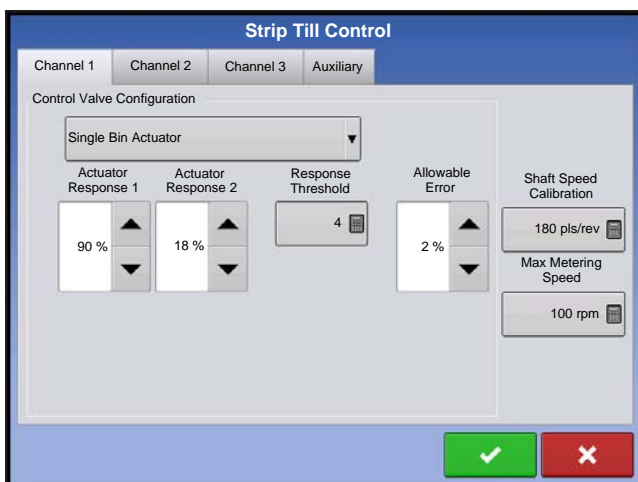 Strip Till Control
Channel 1
Channel 2
Channel 3
Auxiliary
Control Valve Configuration
Single Bin Actuator
Actuator
Response 1
Actuator
Response 2
Response
Threshold
Allowable
Error
90 %
18 %
4
2 %
Shaft Speed
Calibration
180 pls/rev
Max Metering
Speed
100 rpm